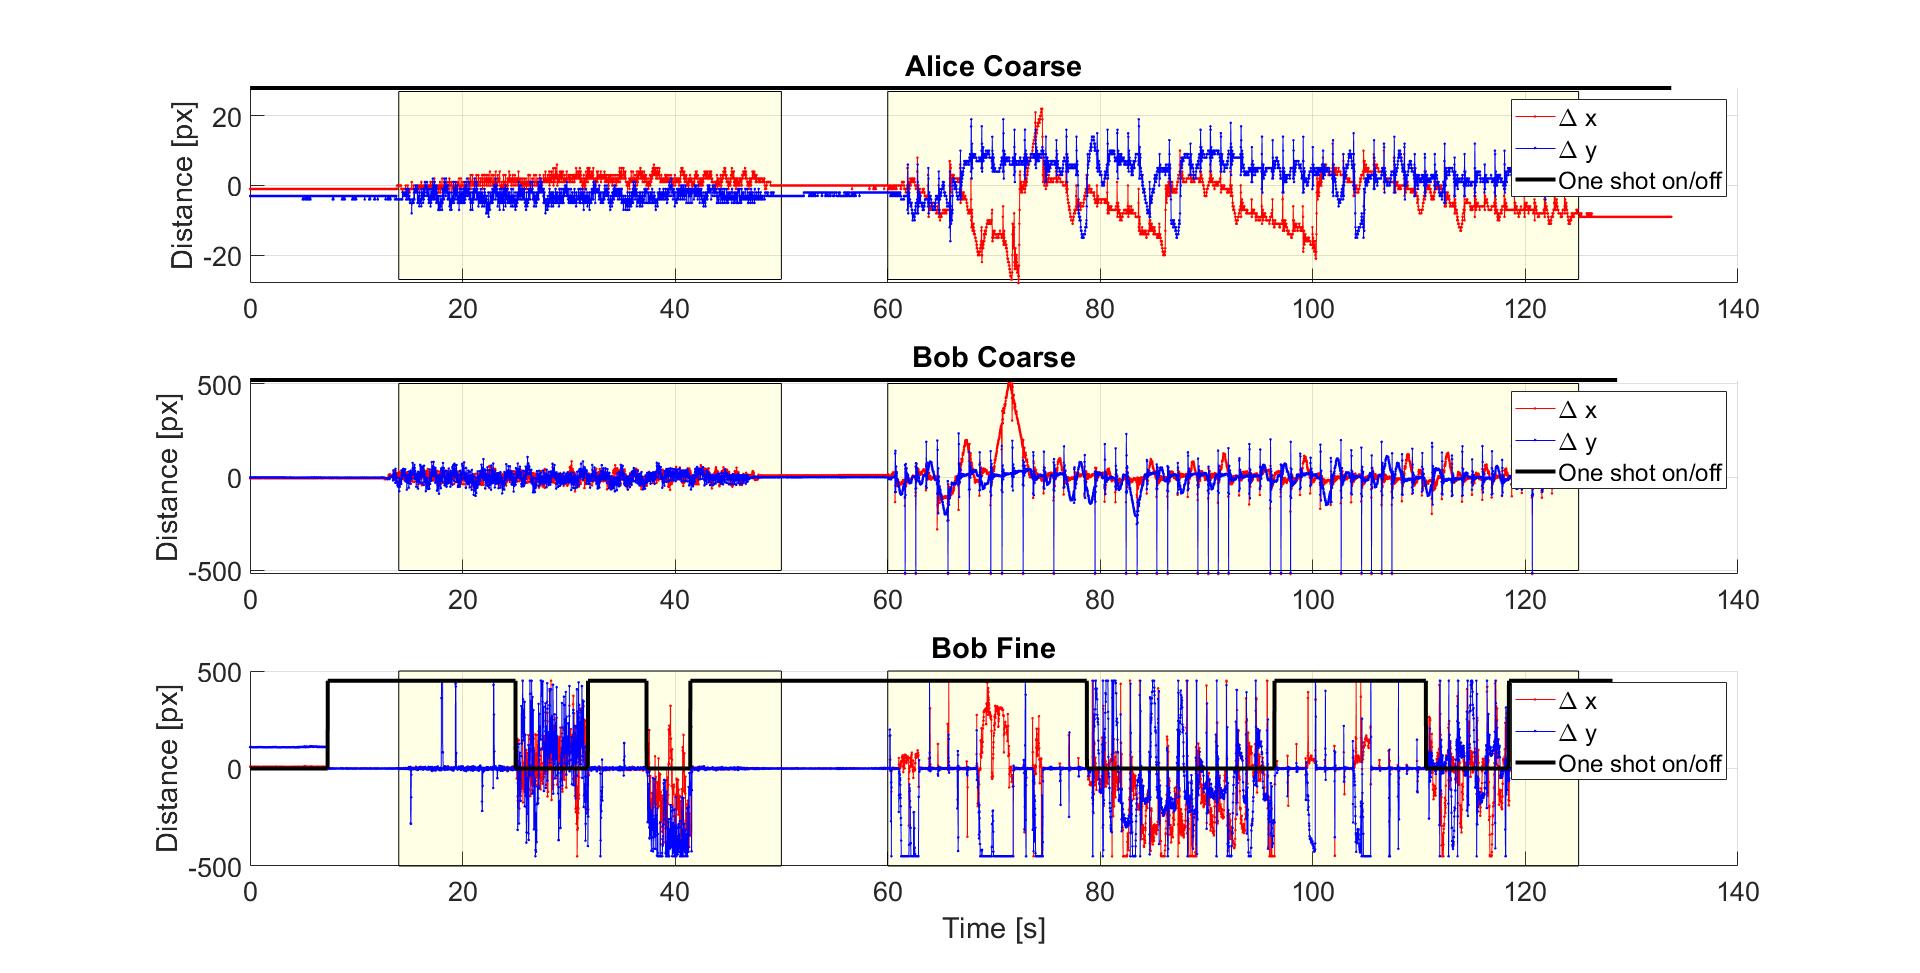 Alice Coarse
Distance [px]
20
0
-20
0 20 40 60 80 100 120 140
Δ x
Δ y
One shot on/off
Bob Coarse
Distance [px]
500
0
-500
0 20 40 60 80 100 120 140
Δ x
Δ y
One shot on/off
Bob Fine
Distance [px]
500
0
-500
0 20 40 60 80 100 120 140
Δ x
Δ y
One shot on/off
Time [s]